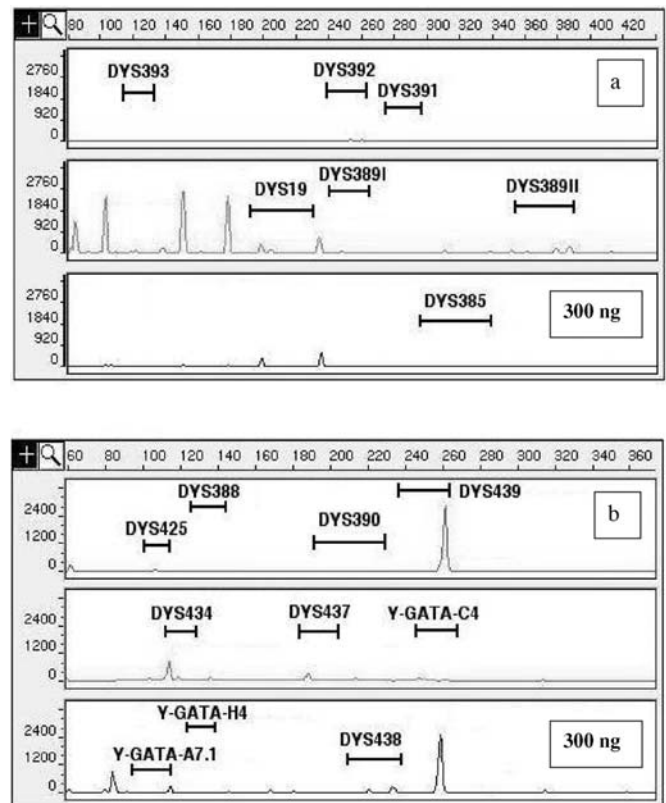 80 100 120 140 160 180 200 220 240 260 280 300 320 340 360 380 400 420
DYS393 DYS392 a
DYS391
2760
1840
920
0
DYS389I
DYS19 DYS389II
2760
1840
920
0
DYS385
300 ng
2760
1840
920
0
60 80 100 120 140 160 180 200 220 240 260 280 300 320 340 360
DYS388 DYS439 b
DYS425 DYS390
2400
1200
0
DYS434 DYS437 Y-GATA-C4
2400
1200
0
Y-GATA-H4
Y-GATA-A7.1 DYS438 300 ng
2400
1200
0